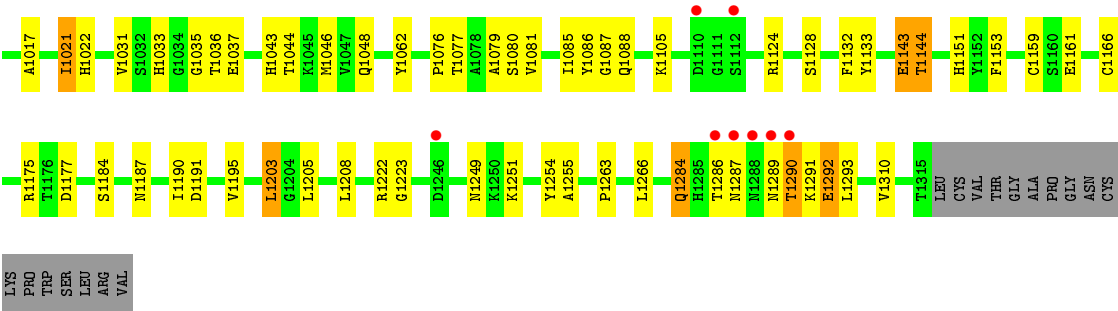 A1017 I1021 H1022 V1031 S1032 H1033 G1034 G1035 T1036 E1037 H1043 T1044 K1045 M1046 V1047 Q1048 Y1062 P1076 T1077 A1078 A1079 S1080 V1081 I1085 Y1086 G1087 Q1088 K1105 D1110 G1111 S1112 R1124 S1128 F1132 Y1133 E1143 T1144 H1151 Y1152 F1153 C1159 S1160 E1161 C1166
R1175 T1176 D1177 S1184 N1187 I1190 D1191 V1195 L1203 G1204 L1205 L1208 R1222 G1223 D1246 N1249 K1250 K1251 Y1254 A1255 P1263 L1266 Q1284 H1285 T1286 N1287 N1288 N1289 T1290 K1291 E1292 L1293 V1310 T1315 LEU CYS VAL THR GLY ALA PRO GLY ASN CYS
LYS PRO TRP SER LEU ARG VAL